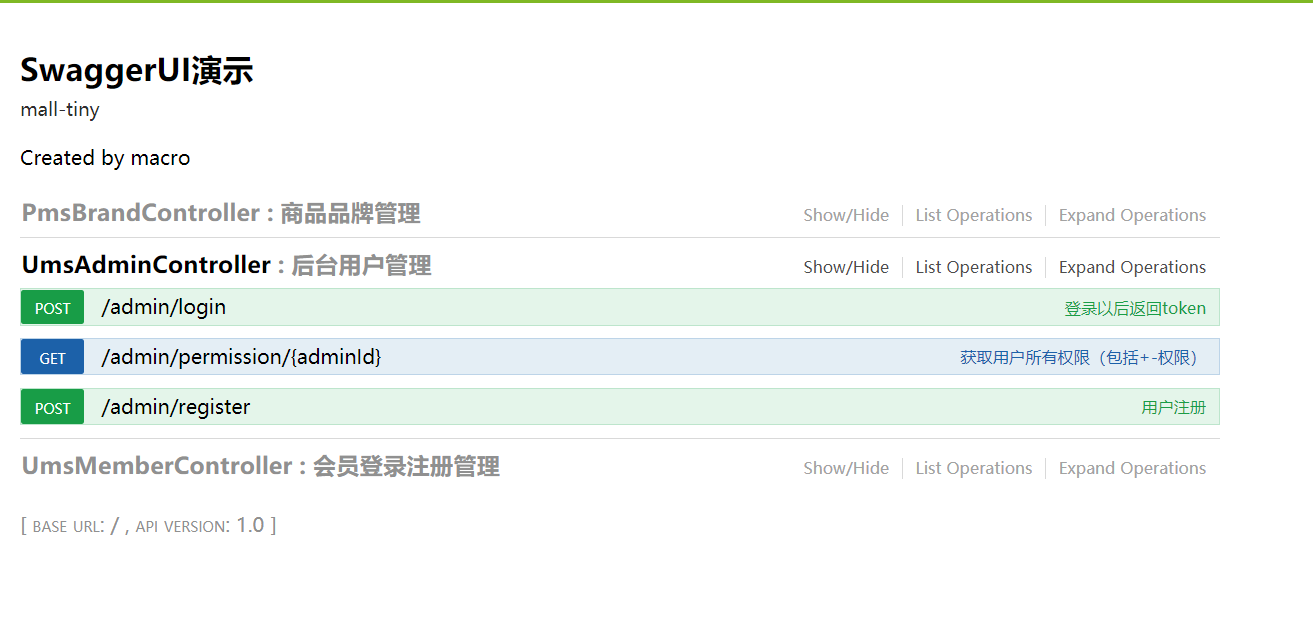 SwaggerUI演示
mall-tiny
Created by macro
PmsBrandController : 商品品牌管理 Show/Hide List Operations Expand Operations
UmsAdminController : 后台用户管理 Show/Hide List Operations Expand Operations
POST /admin/login 登录以后返回token
GET /admin/permission/{adminId} 获取用户所有权限（包括+-权限）
POST /admin/register 用户注册
UmsMemberController : 会员登录注册管理 Show/Hide List Operations Expand Operations
[ BASE URL: / , API VERSION: 1.0 ]